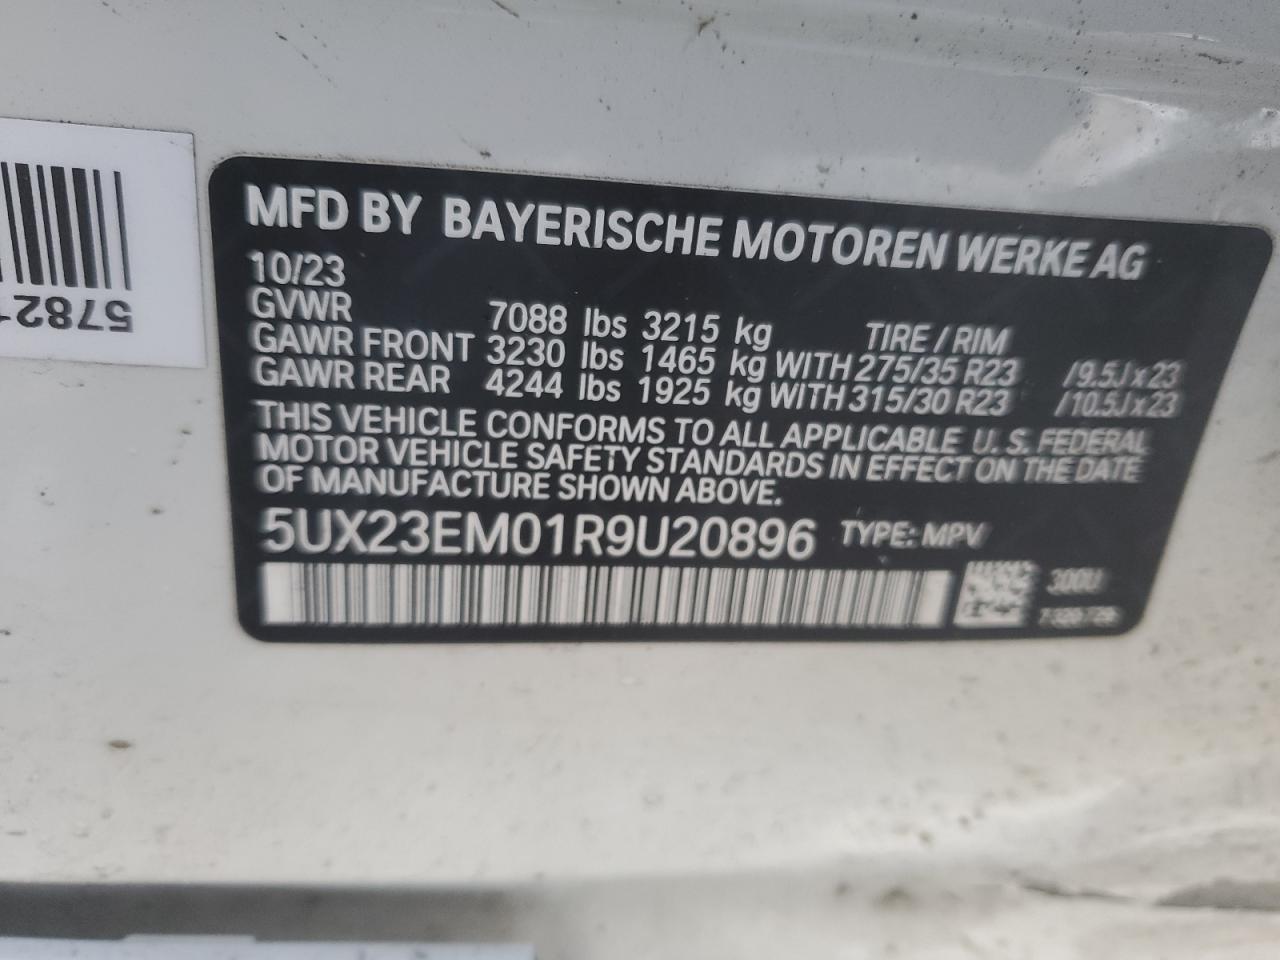 MFD BY BAYERISCHE MOTOREN WERKE AG
10/23
GVWR 7088 lbs 3215 kg TIRE / RIM
GAWR FRONT 3230 lbs 1465 kg WITH 275/35 R23 /9.5J x 23
GAWR REAR 4244 lbs 1925 kg WITH 315/30 R23 /10.5J x 23
THIS VEHICLE CONFORMS TO ALL APPLICABLE U. S. FEDERAL
MOTOR VEHICLE SAFETY STANDARDS IN EFFECT ON THE DATE
OF MANUFACTURE SHOWN ABOVE.
5UX23EM01R9U20896 TYPE: MPV
300U
5782